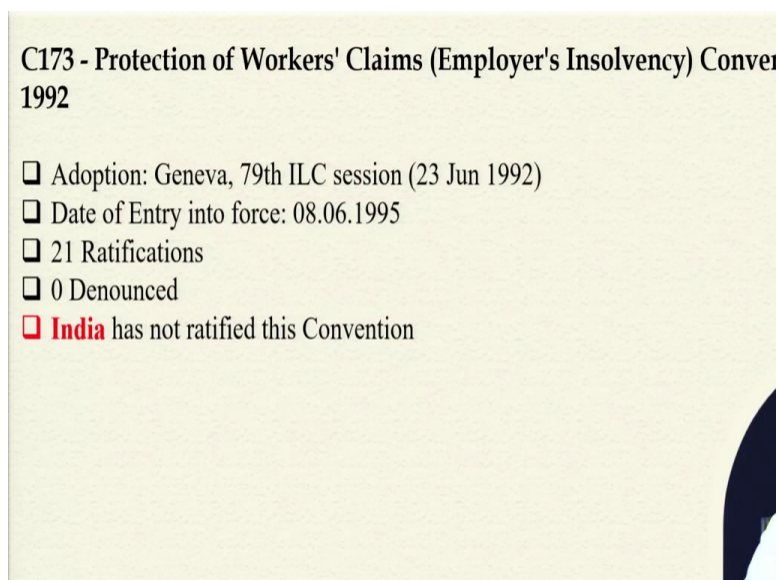 C173 - Protection of Workers' Claims (Employer's Insolvency)
1992
Adoption: Geneva, 79th ILC session (23 Jun 1992)
Date of Entry into force: 08.06.1995
21 Ratifications
0 Denounced
India has not ratified this Convention